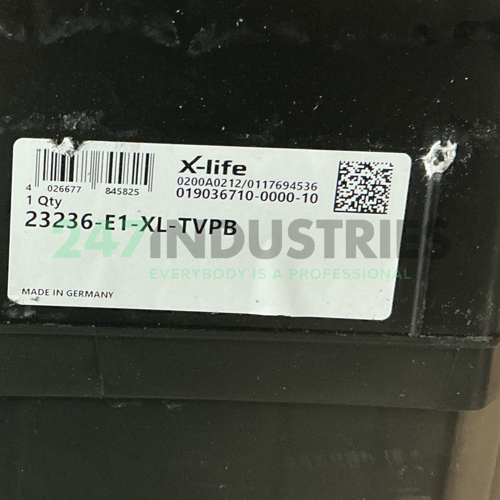 X-life
4 026677 845825
0200A0212/0117694536
1 Qty
019036710-0000-10
23236-E1-XL-TVPB
247INDUSTRIES
EVERYBODY IS A PROFESSIONAL
MADE IN GERMANY